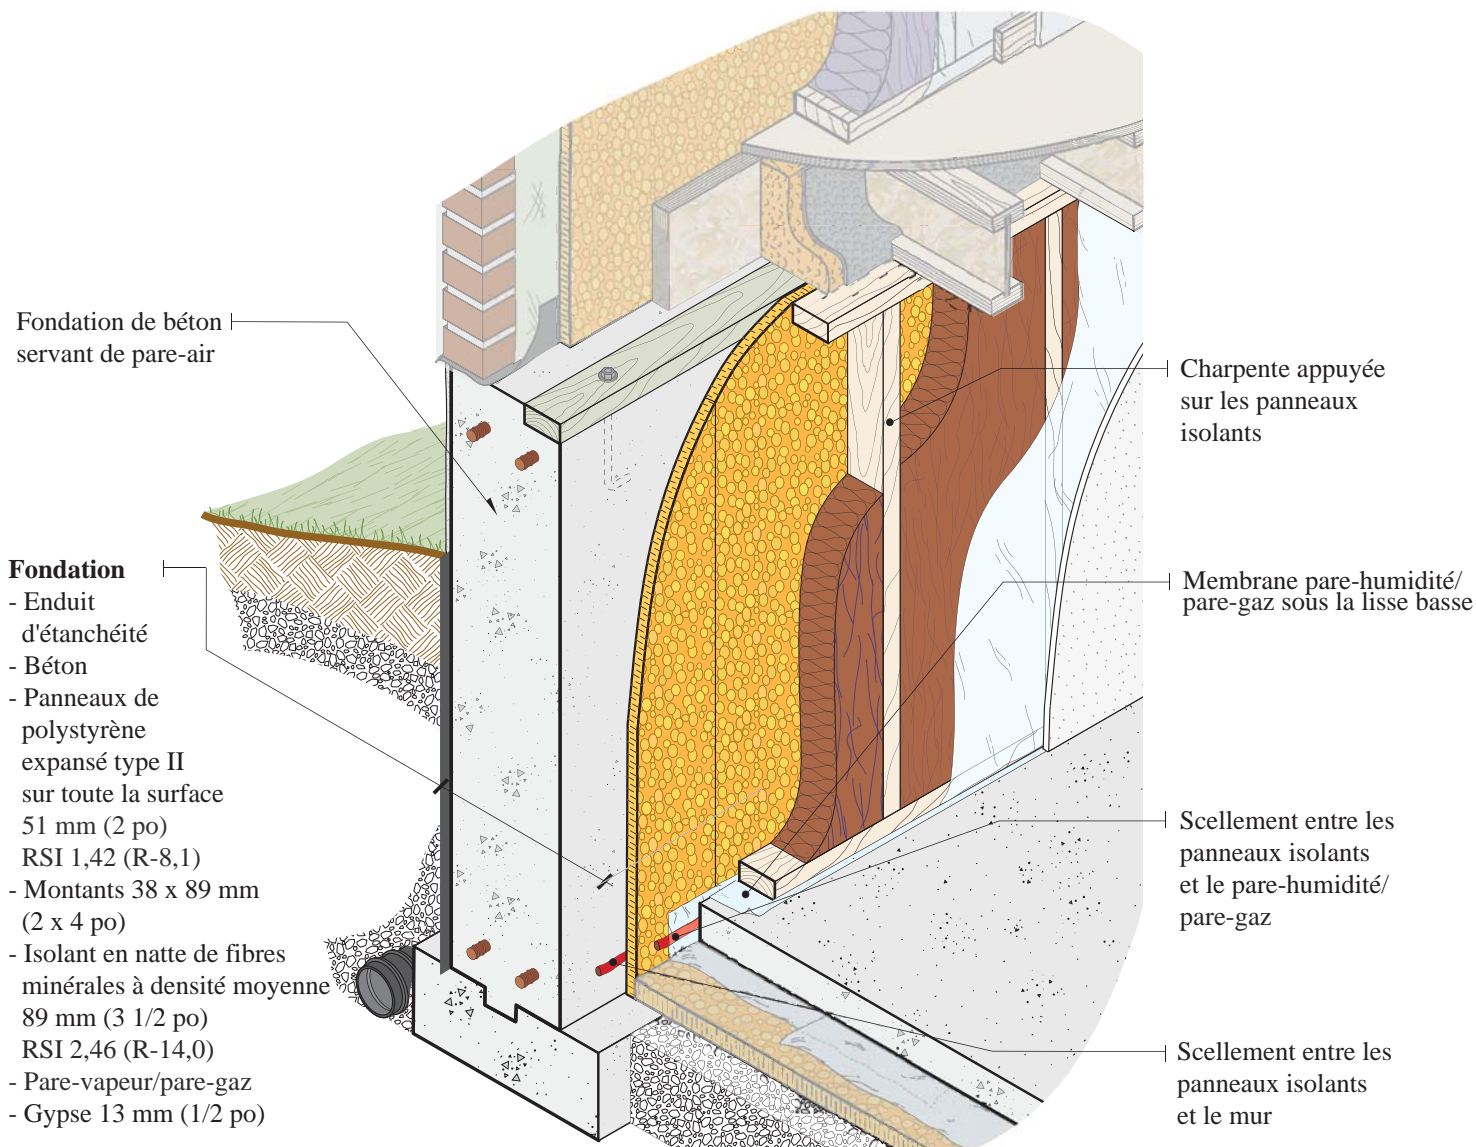 Fondation de béton
servant de pare-air
Fondation
- Enduit
d'étanchéité
- Béton
- Panneaux de
polystyrène
expansé type II
sur toute la surface
51 mm (2 po)
RSI 1,42 (R-8,1)
- Montants 38 x 89 mm
(2 x 4 po)
- Isolant en natte de fibres
minérales à densité moyenne
89 mm (3 1/2 po)
RSI 2,46 (R-14,0)
- Pare-vapeur/pare-gaz
- Gypse 13 mm (1/2 po)
Charpente appuyée
sur les panneaux
isolants
Membrane pare-humidité/
pare-gaz sous la lisse basse
Scellement entre les
panneaux isolants
et le pare-humidité/
pare-gaz
Scellement entre les
panneaux isolants
et le mur